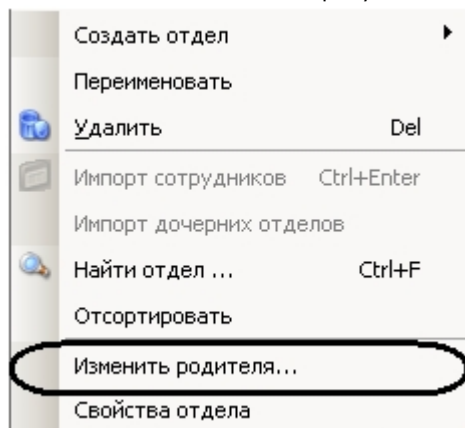 Создать отдел
Переименовать
Удалить Del
Импорт сотрудников Ctrl+Enter
Импорт дочерних отделов
Найти отдел ... Ctrl+F
Отсортировать
Изменить родителя...
Свойства отдела